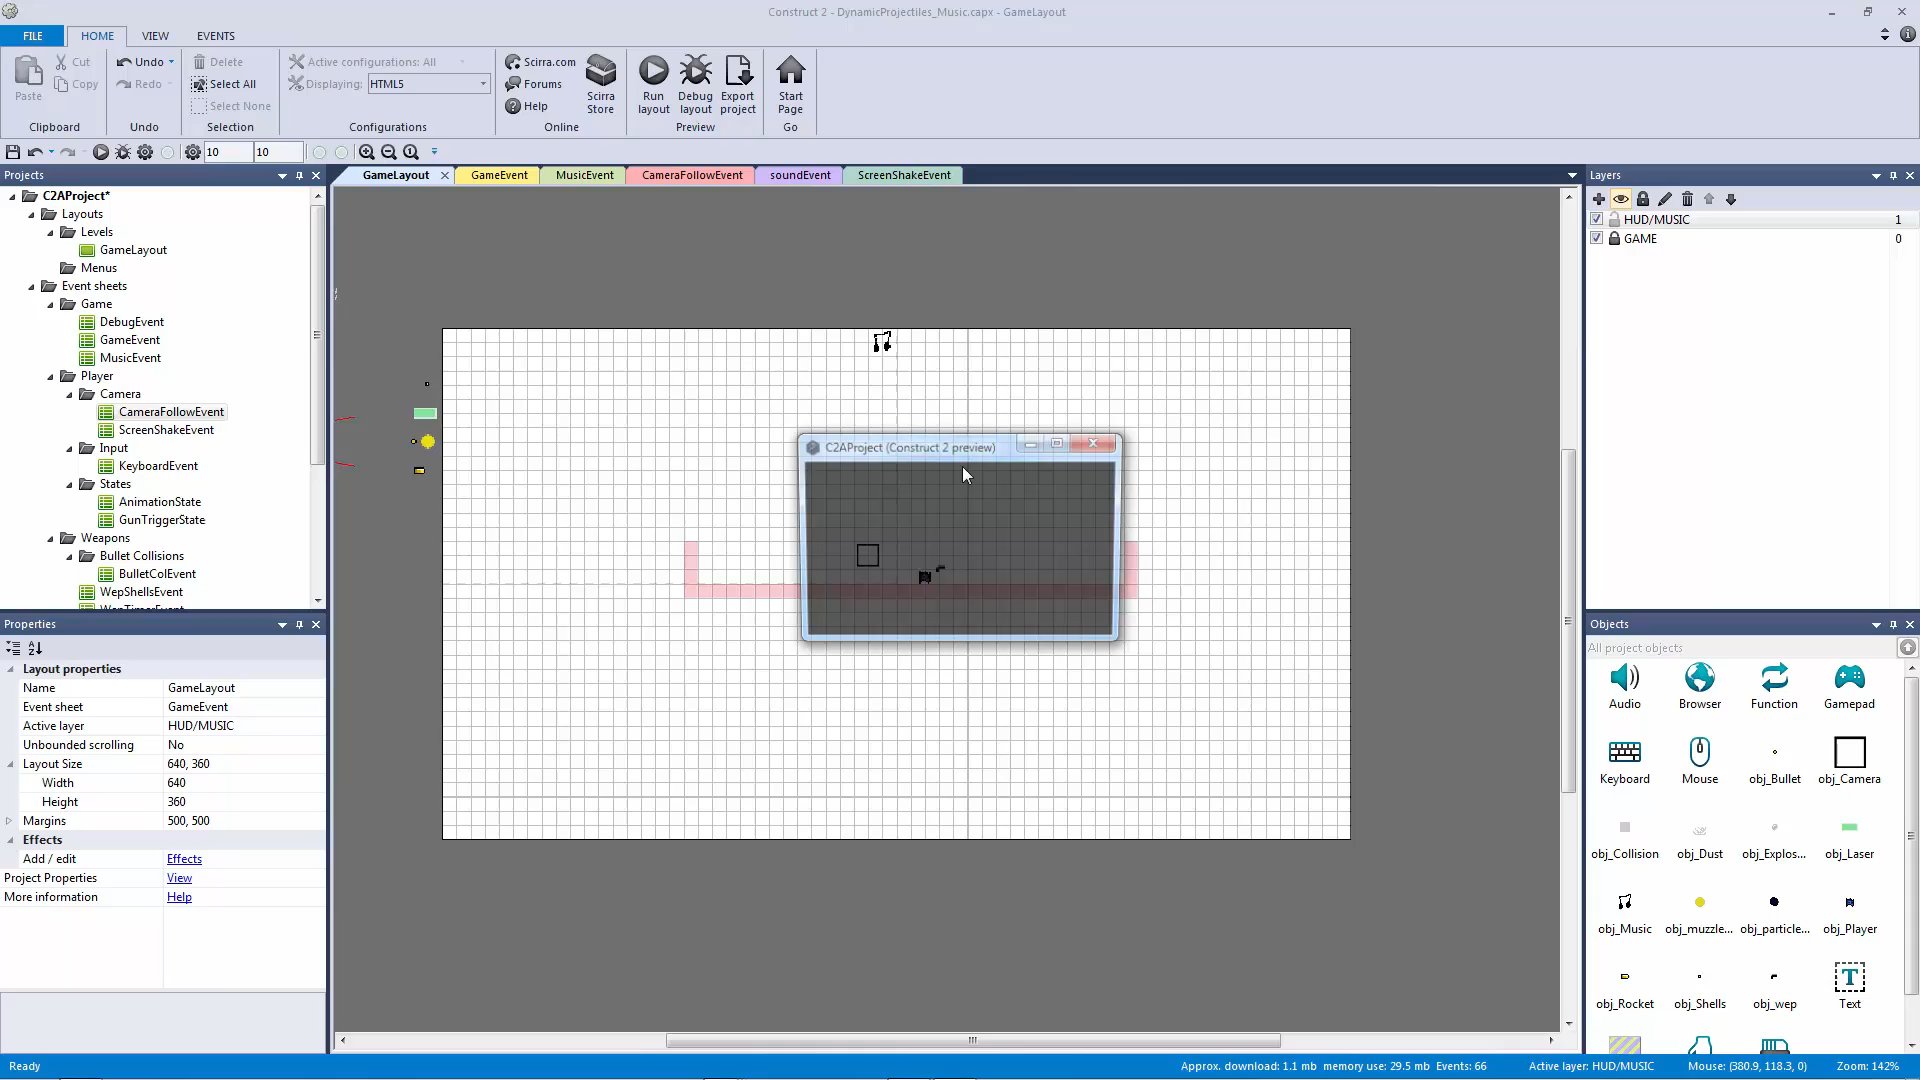 Construct 2 - DynamicProjectiles_Music.capx - GameLayout
FILE
HOME
VIEW
EVENTS
Paste
Cut
Copy
Clipboard
Undo
Redo
Undo
Delete
Select All
Select None
Selection
Active configurations: All
Displaying:
HTML5
Configurations
Scirra.com
Forums
Help
Scirra
Store
Online
Run
layout
Debug
layout
Export
project
Preview
Start
Page
Go
10
10
Projects
GameLayout
GameEvent
MusicEvent
CameraFollowEvent
soundEvent
ScreenShakeEvent
Layers
C2AProject*
Layouts
Levels
GameLayout
Menus
Event sheets
Game
DebugEvent
GameEvent
MusicEvent
Player
Camera
CameraFollowEvent
ScreenShakeEvent
Input
KeyboardEvent
States
AnimationState
GunTriggerState
Weapons
Bullet Collisions
BulletColEvent
WepShellsEvent
WepTimerEvent
C2AProject (Construct 2 preview)
HUD/MUSIC 1
GAME 0
Properties
Layout properties
Name GameLayout
Event sheet GameEvent
Active layer HUD/MUSIC
Unbounded scrolling No
Layout Size 640, 360
Width 640
Height 360
Margins 500, 500
Effects
Add / edit Effects
Project Properties View
More information Help
Objects
All project objects
Audio
Browser
Function
Gamepad
Keyboard
Mouse
obj_Bullet
obj_Camera
obj_Collision
obj_Dust
obj_Explos...
obj_Laser
obj_Music
obj_muzzle...
obj_particle...
obj_Player
obj_Rocket
obj_Shells
obj_wep
T
Text
Ready
Approx. download: 1.1 mb
memory use: 29.5 mb
Events: 66
Active layer: HUD/MUSIC
Mouse: (380.9, 118.3, 0)
Zoom: 142%